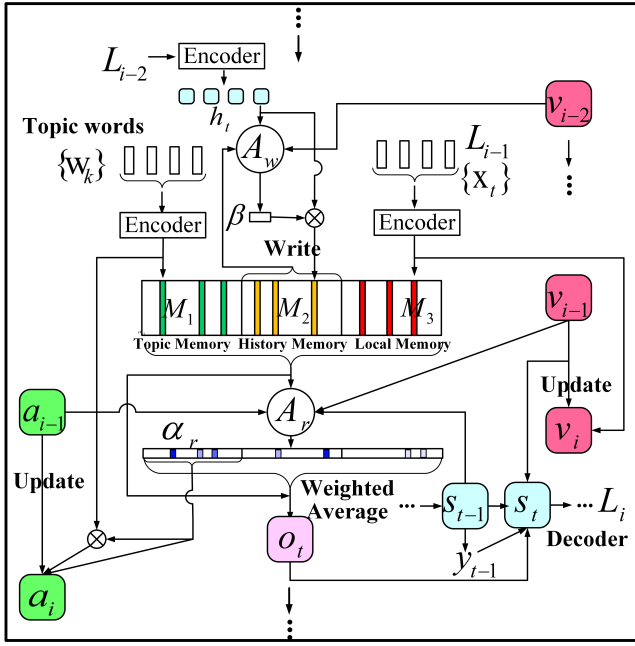 L_{i-2}
Encoder
h_t
v_{i-2}
Topic words
{w_k}
A_w
L_{i-1}
{x_t}
Encoder
β
Encoder
Write
M_1
M_2
M_3
v_{i-1}
Topic Memory
History Memory
Local Memory
Update
a_{i-1}
A_r
v_i
α_r
Update
Weighted
Average
...
s_{t-1}
s_t
...
L_i
o_t
y_{t-1}
Decoder
a_i